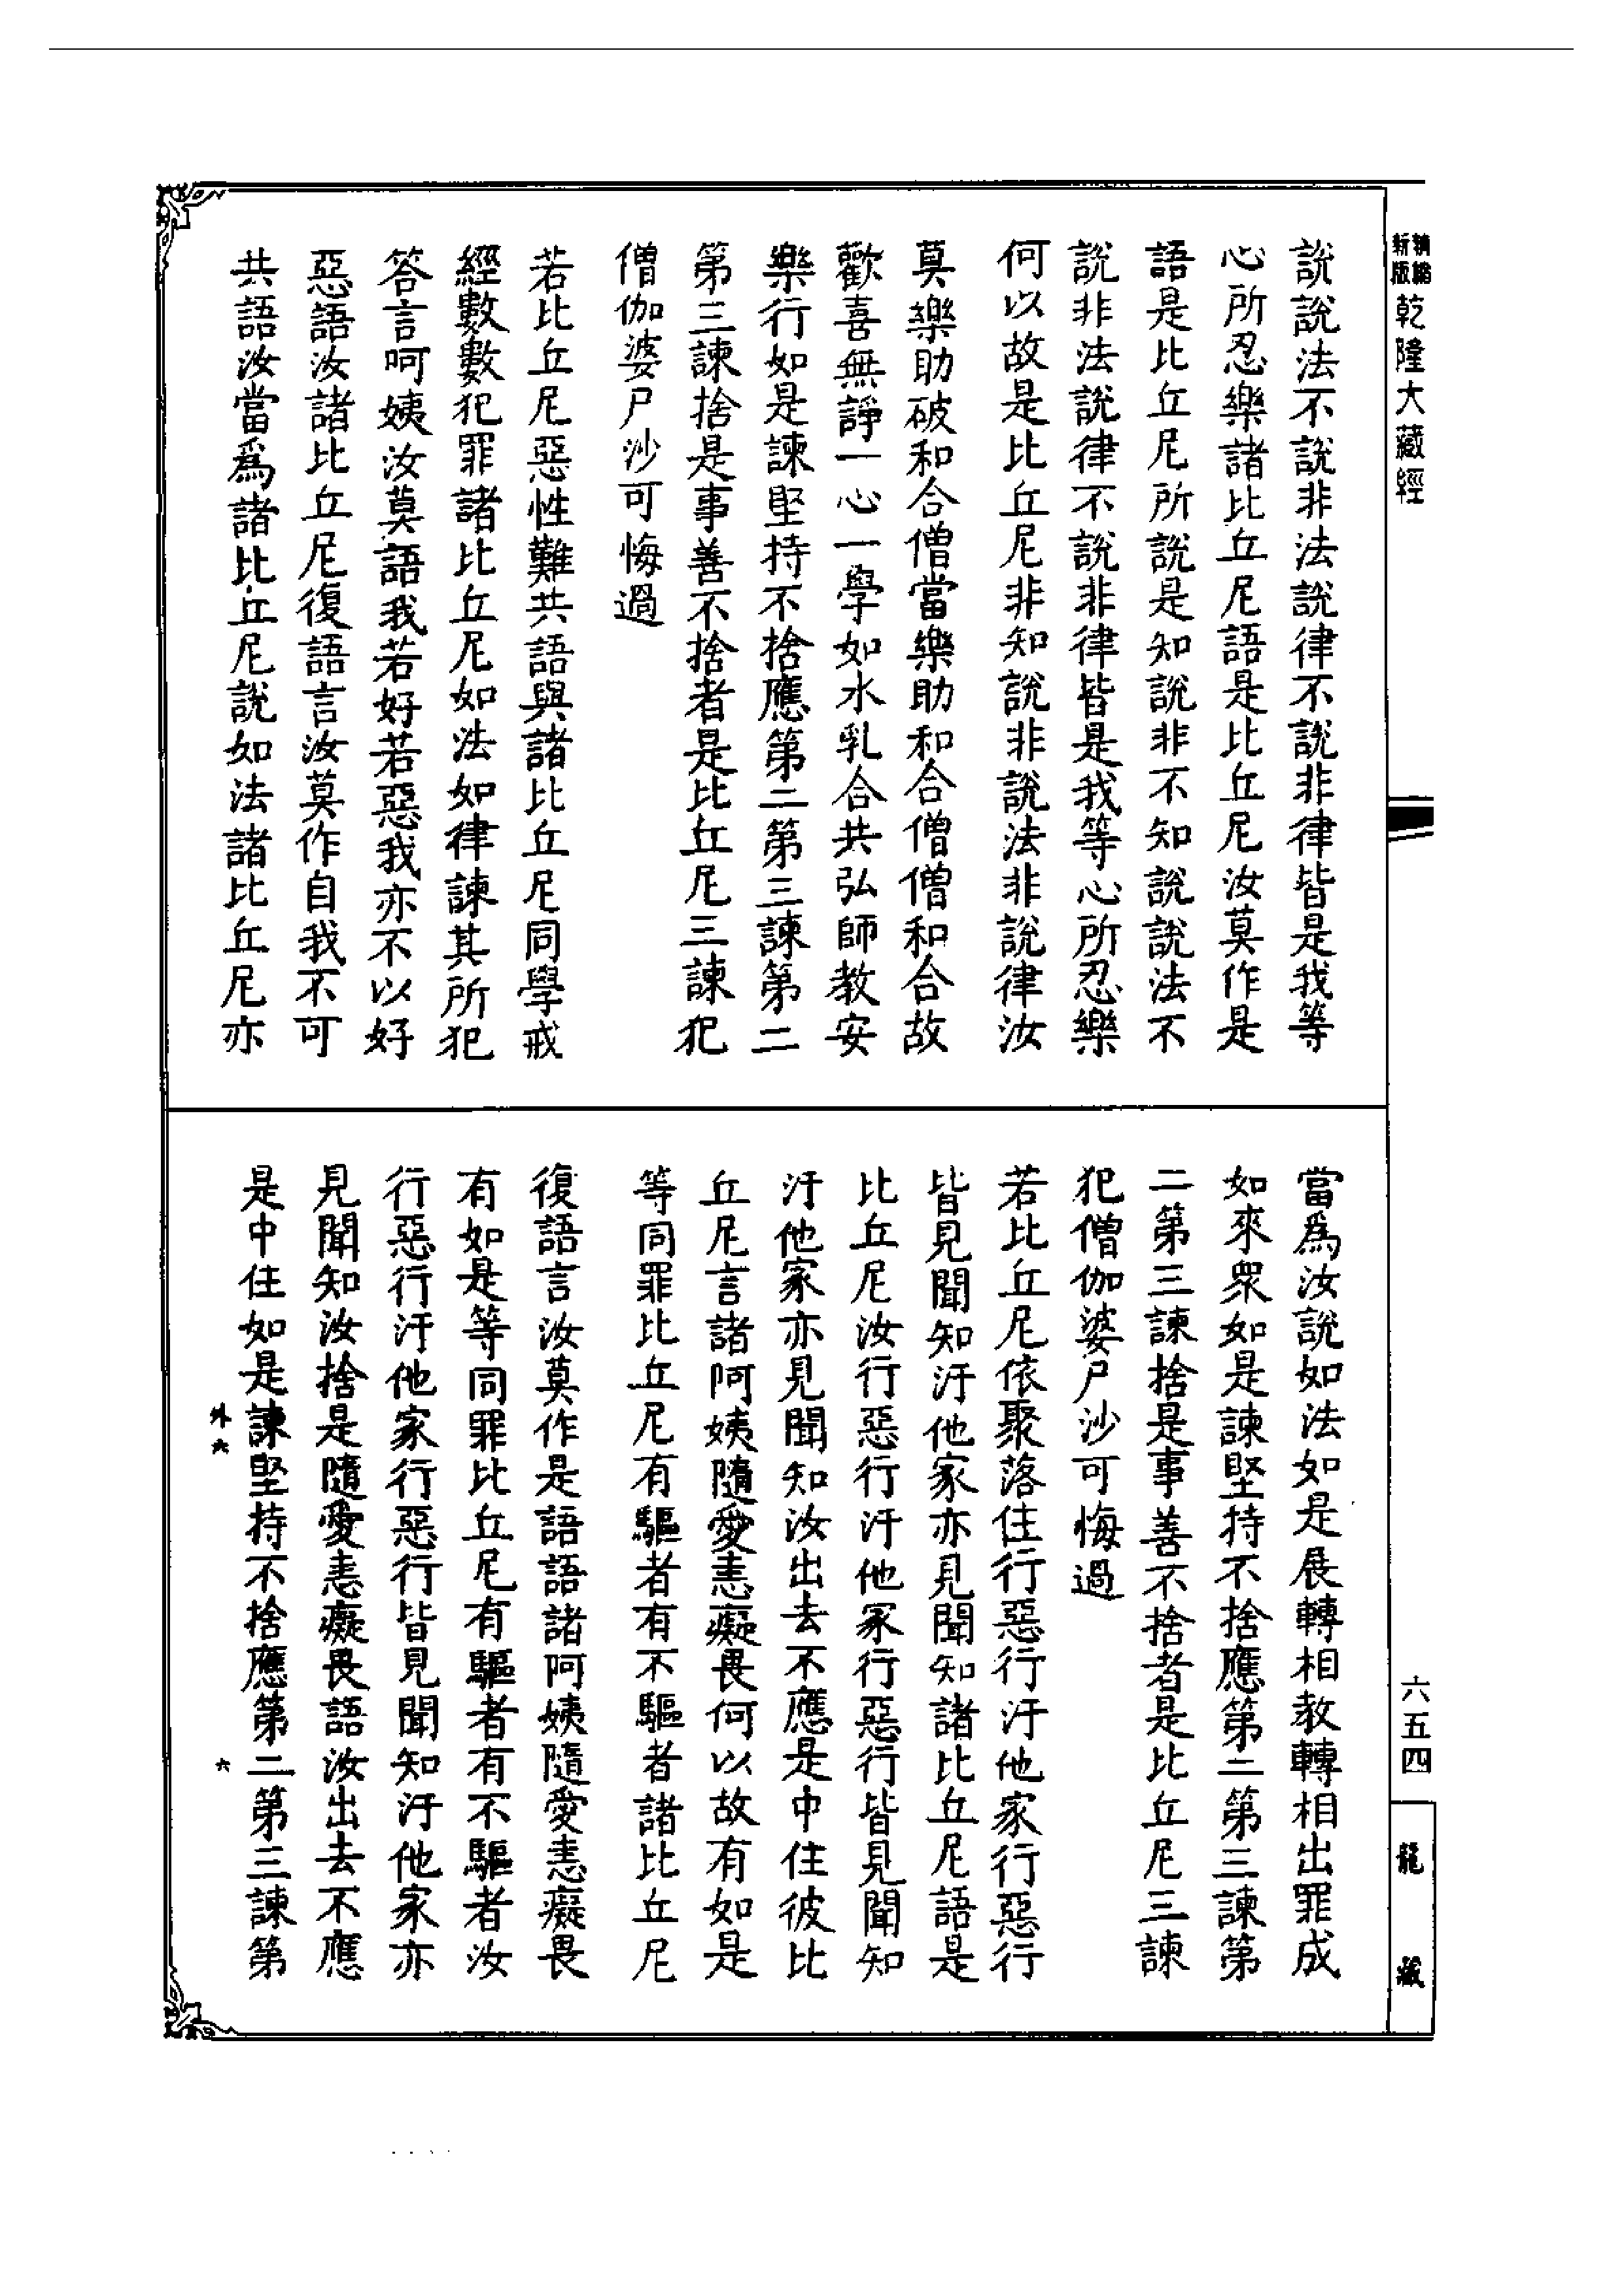 新版
乾隆大藏經
六五四
龍藏
說說法不說非法說律不說非律皆是我等
心所忍樂諸比丘尼語是比丘尼汝莫作是
語是比丘尼所說是知說非不知說說法不
說非法說律不說非律皆是我等心所忍樂
何以故是比丘尼非知說非說法非說律汝
莫樂助破和合僧當樂助和合僧僧和合故
歡喜無諍一心一學如水乳合共弘師教安
樂行如是諫堅持不捨應第二第三諫第二
第三諫捨是事善不捨者是比丘尼三諫犯
僧伽婆尸沙可悔過
若比丘尼惡性難共語與諸比丘尼同學戒
經數數犯罪諸比丘尼如法如律諫其所犯
答言呵姨汝莫語我若好若惡我亦不以好
惡語汝諸比丘尼復語言汝莫作自我不可
共語汝當爲諸比丘尼說如法諸比丘尼亦
當爲汝說如法如是展轉相教轉相出罪成
如來衆如是諫堅持不捨應第二第三諫第
二第三諫捨是事善不捨者是比丘尼三諫
犯僧伽婆尸沙可悔過
若比丘尼依聚落住行惡行汙他家行惡行
皆見聞知汙他家亦見聞知諸比丘尼語是
比丘尼汝行惡行汙他家行惡行皆見聞知
汙他家亦見聞知汝出去不應是中住彼比
丘尼言諸阿姨隨愛恚癡畏何以故有如是
等同罪比丘尼有驅者有不驅者諸比丘尼
復語言汝莫作是語語諸阿姨隨愛恚癡畏
有如是等同罪比丘尼有驅者有不驅者汝
行惡行汙他家行惡行皆見聞知汙他家亦
見聞知汝捨是隨愛恚癡畏語汝出去不應
是中住如是諫堅持不捨應第二第三諫第
外六
六